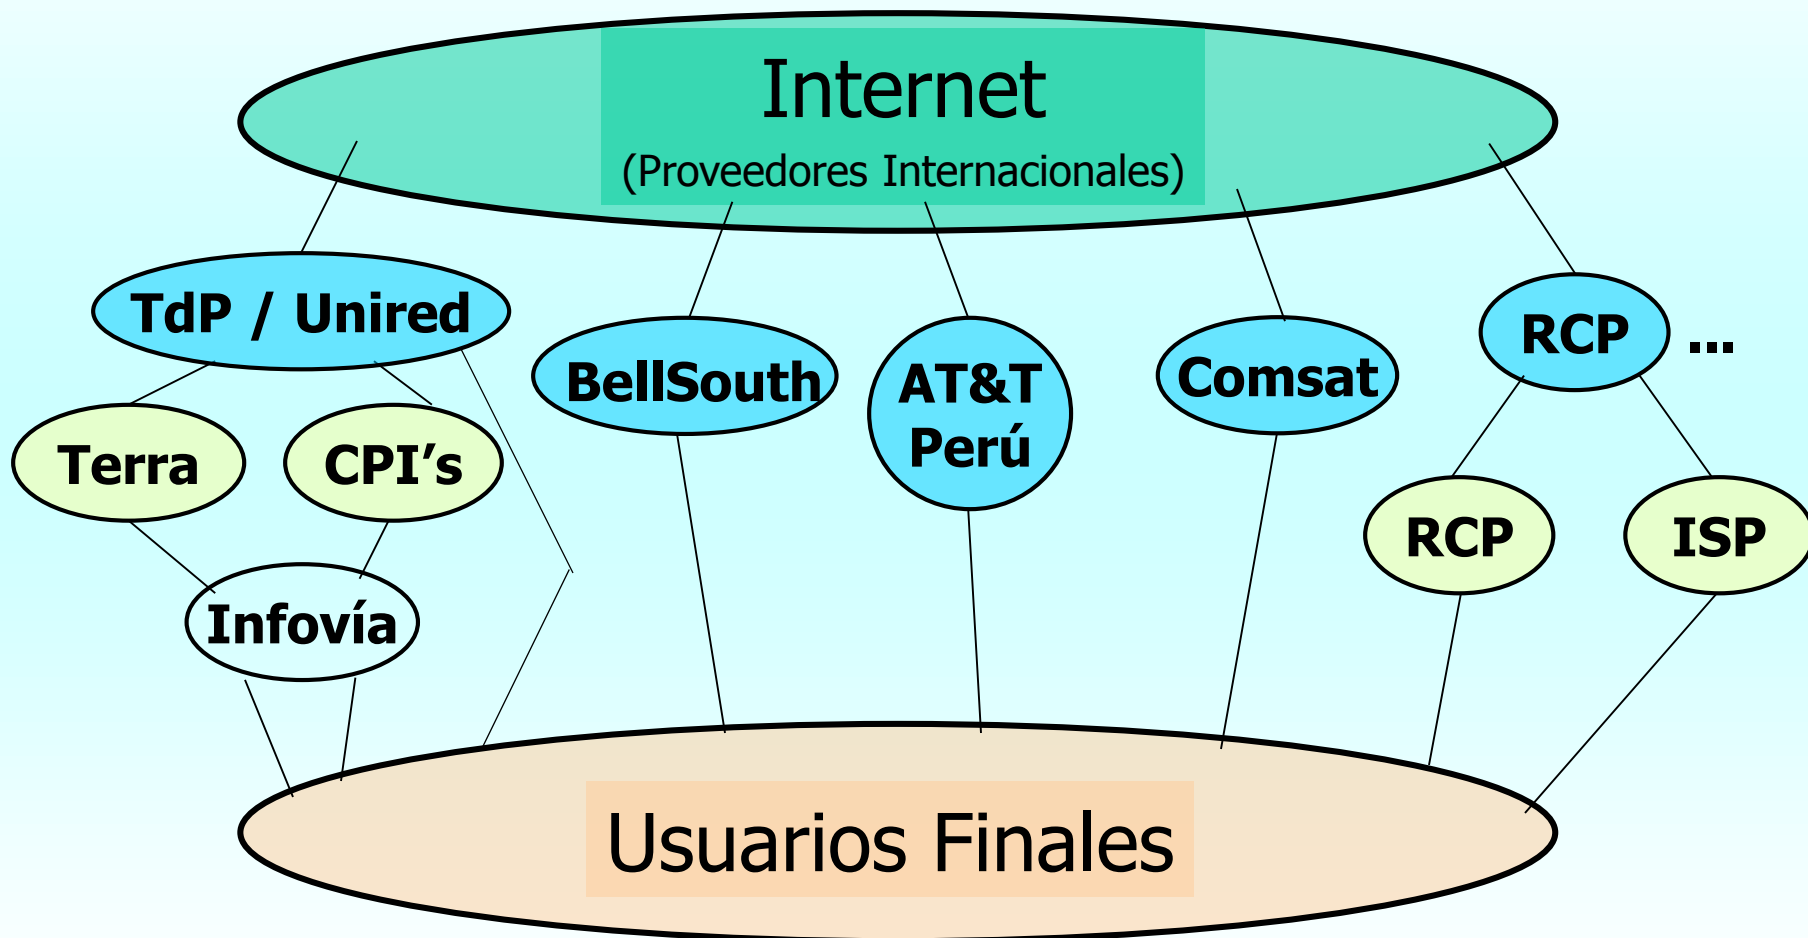 Internet
(Proveedores Internacionales)
TdP / Unired
BellSouth
AT&T
Perú
Comsat
RCP ...
Terra
CPI’s
RCP
ISP
Infovía
Usuarios Finales